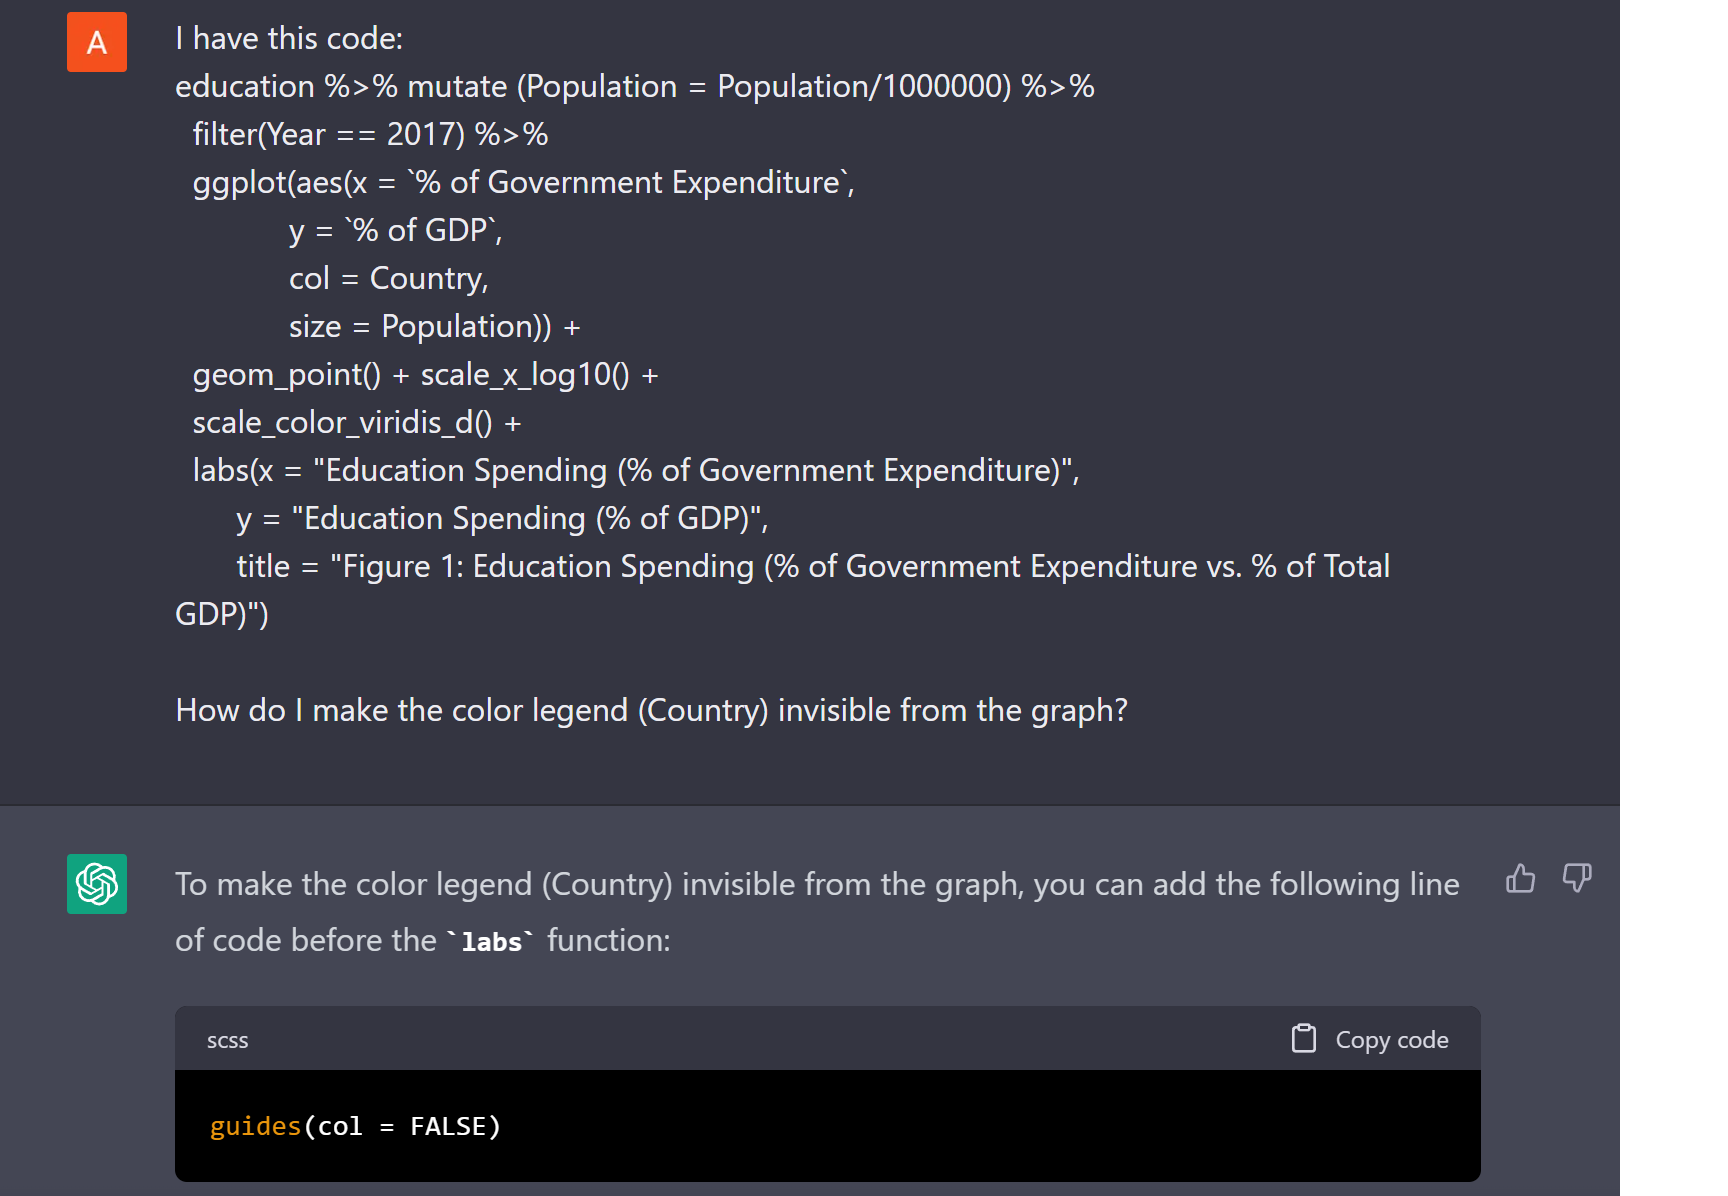 A
I have this code:
education %>% mutate (Population = Population/1000000) %>%
filter(Year == 2017) %>%
ggplot(aes(x = `% of Government Expenditure`,
y = `% of GDP`,
col = Country,
size = Population)) +
geom_point() + scale_x_log10() +
scale_color_viridis_d() +
labs(x = "Education Spending (% of Government Expenditure)",
y = "Education Spending (% of GDP)",
title = "Figure 1: Education Spending (% of Government Expenditure vs. % of Total
GDP)")
How do I make the color legend (Country) invisible from the graph?
To make the color legend (Country) invisible from the graph, you can add the following line
of code before the `labs` function:
scss
Copy code
guides(col = FALSE)